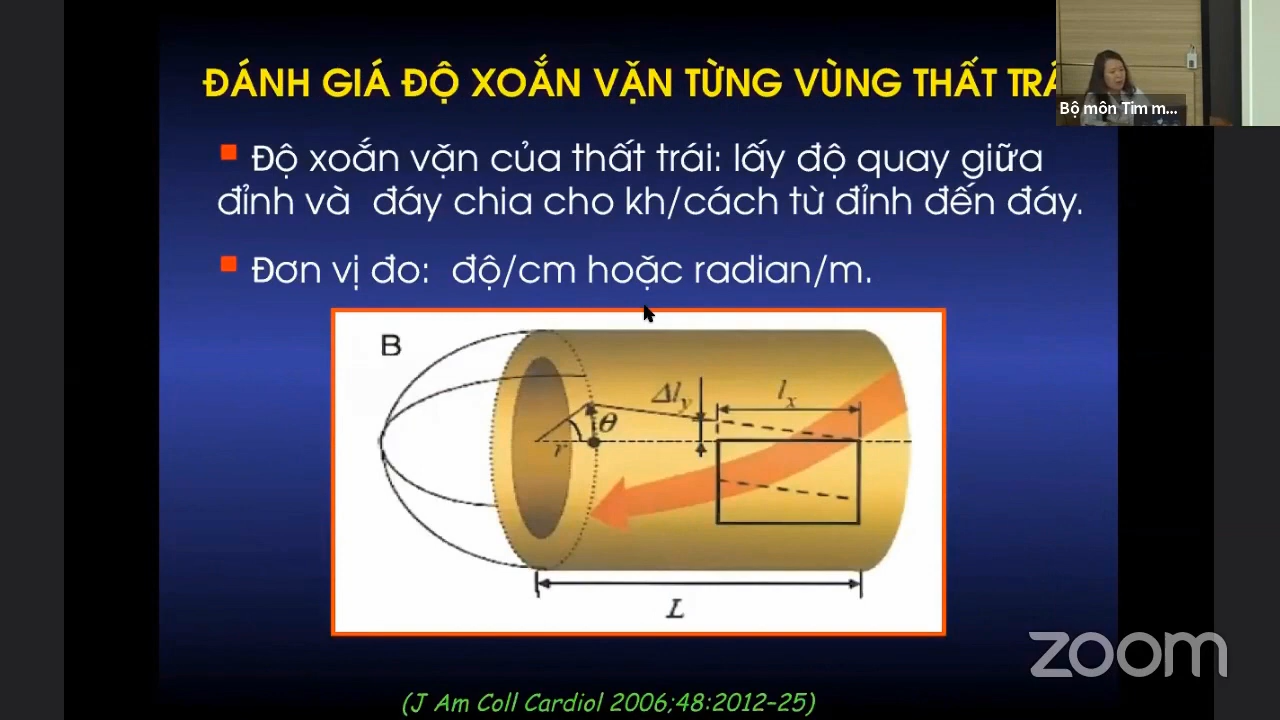 ĐÁNH GIÁ ĐỘ XOẮN VẶN TỪNG VÙNG THẤT TRÁ
Bộ môn Tim m...
▪ Độ xoắn vặn của thất trái: lấy độ quay giữa
đỉnh và đáy chia cho kh/cách từ đỉnh đến đáy.
▪ Đơn vị đo: độ/cm hoặc radian/m.
B
Δly
lx
θ
r
L
zoom
(J Am Coll Cardiol 2006;48:2012–25)